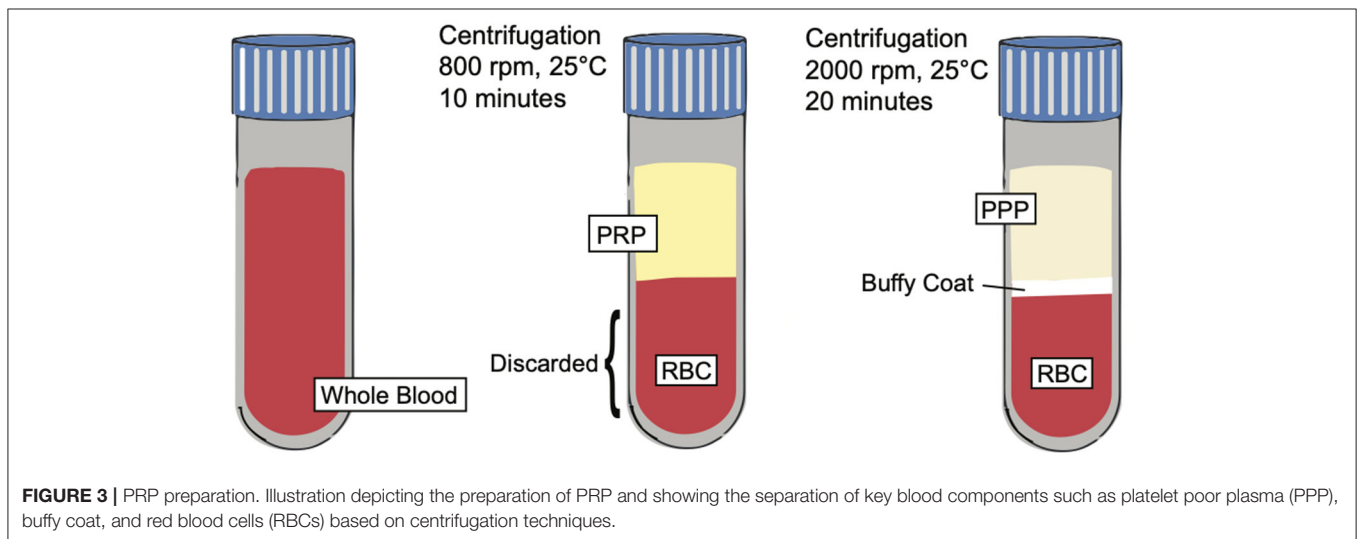 Centrifugation
800 rpm, 25°C
10 minutes
Centrifugation
2000 rpm, 25°C
20 minutes
PRP
PPP
Buffy Coat
Discarded
RBC
RBC
Whole Blood
FIGURE 3 | PRP preparation. Illustration depicting the preparation of PRP and showing the separation of key blood components such as platelet poor plasma (PPP),
buffy coat, and red blood cells (RBCs) based on centrifugation techniques.